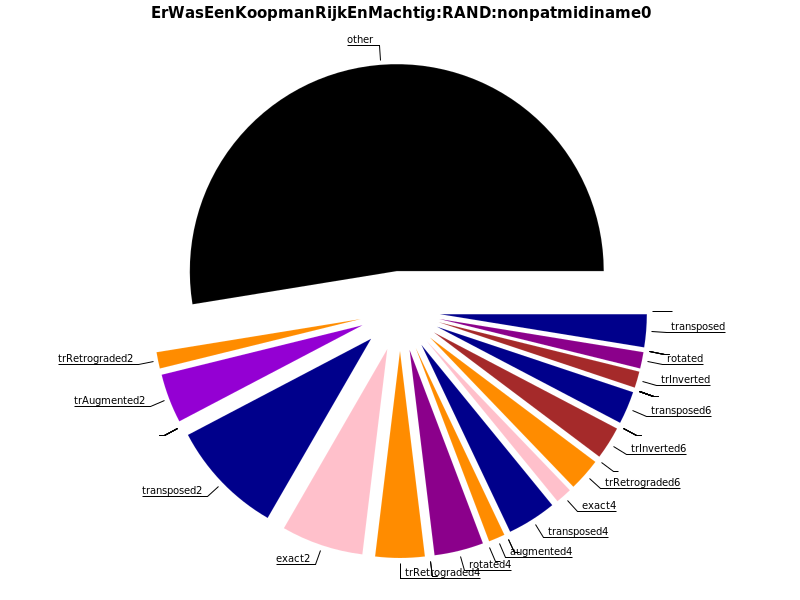 ErWasEenKoopmanRijkEnMachtig:RAND:nonpatmidiname0
other
transposed
rotated
trInverted
transposed6
trInverted6
trRetrograded6
exact4
transposed4
augmented4
rotated4
trRetrograded4
exact2
transposed2
trAugmented2
trRetrograded2